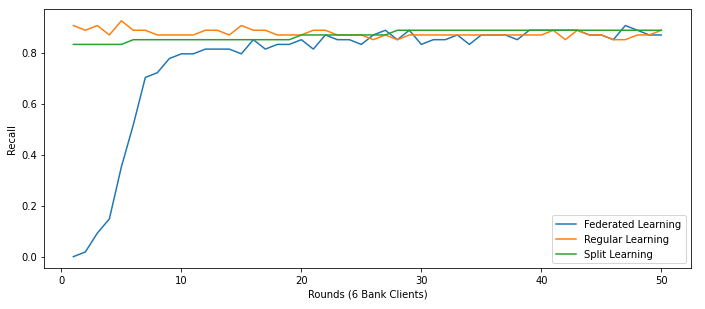 0.8
0.6
0.4
0.2
0.0
Recall
0 10 20 30 40 50
Rounds (6 Bank Clients)
Federated Learning
Regular Learning
Split Learning